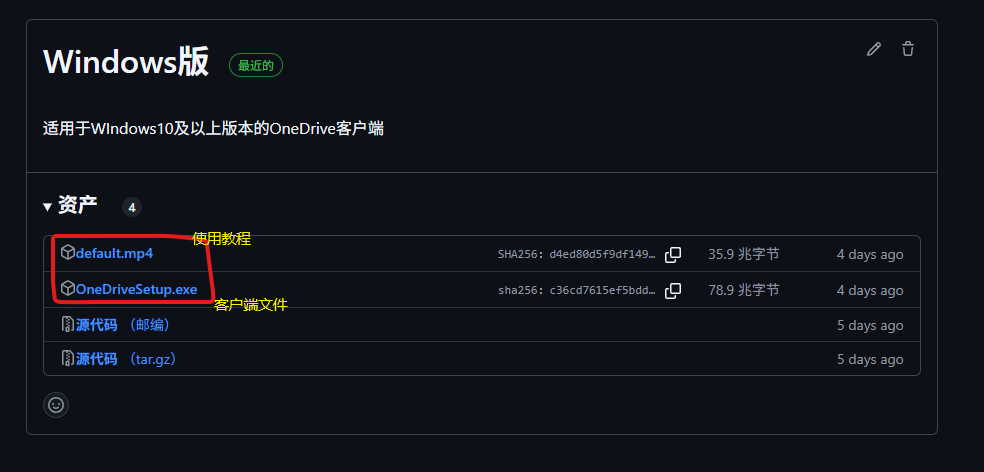 Windows版 最近的
适用于WIndows10及以上版本的OneDrive客户端
资产 4
使用教程
default.mp4 SHA256: d4ed80d5f9df149… 35.9 兆字节 4 days ago
OneDriveSetup.exe sha256: c36cd7615ef5bdd… 78.9 兆字节 4 days ago
客户端文件
源代码 （邮编） 5 days ago
源代码 （tar.gz） 5 days ago